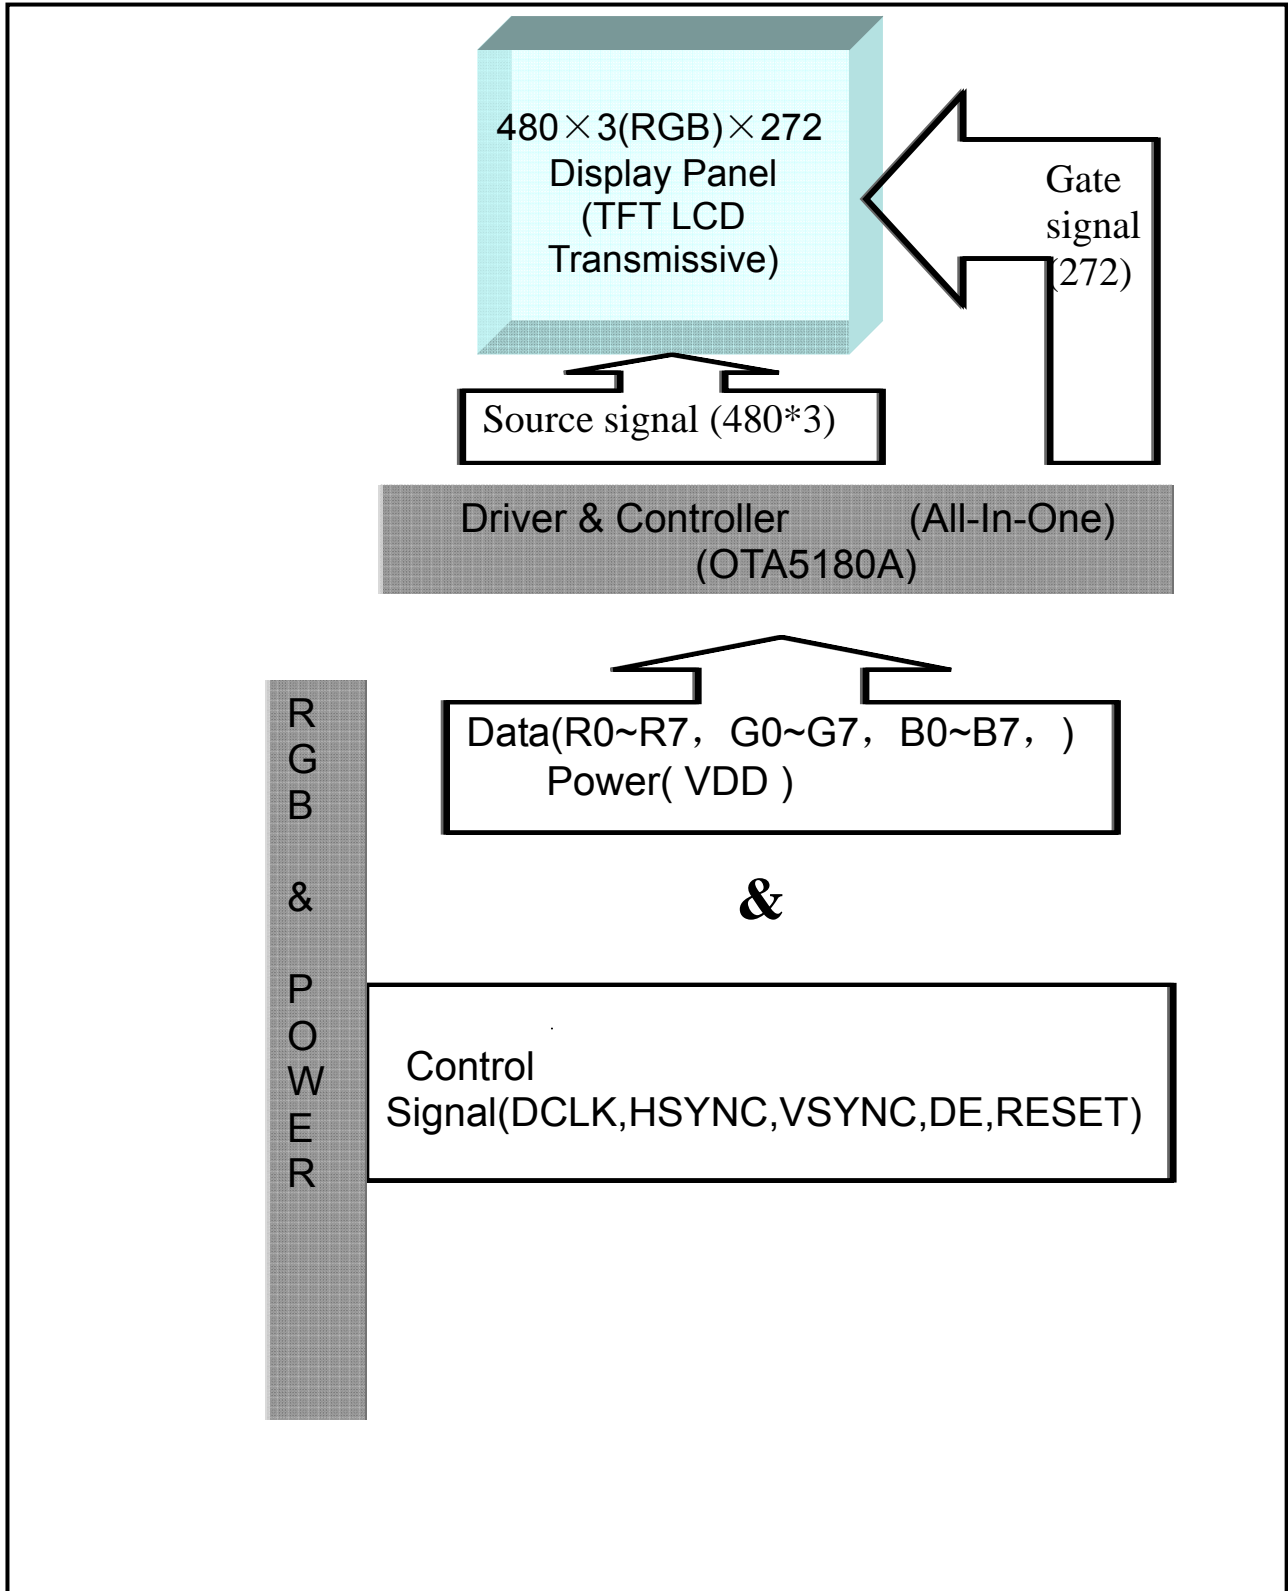 480×3(RGB)×272
Display Panel
(TFT LCD
Transmissive)
Gate
signal
(272)
Source signal (480*3)
Driver & Controller (All-In-One)
(OTA5180A)
R
G
B
&
P
O
W
E
R
Data(R0~R7，G0~G7，B0~B7，)
Power( VDD )
&
Control
Signal(DCLK,HSYNC,VSYNC,DE,RESET)